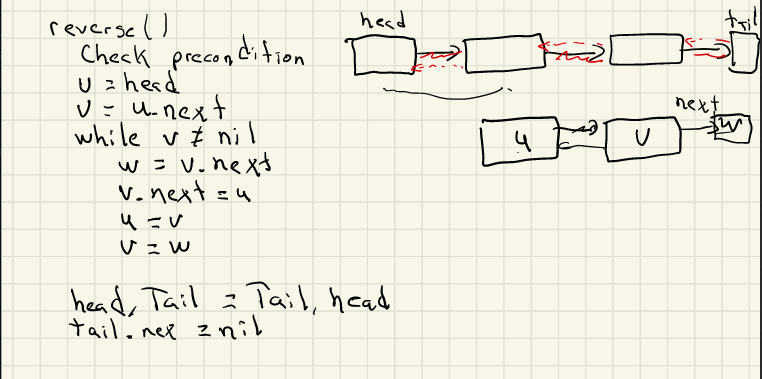 reverse()
Check precondition
u = head
v = u.next
while v ≠ nil
w = v.next
v.next = u
u = v
v = w
head, Tail = Tail, head
tail.nex = nil
head
tail
next
u
v
w